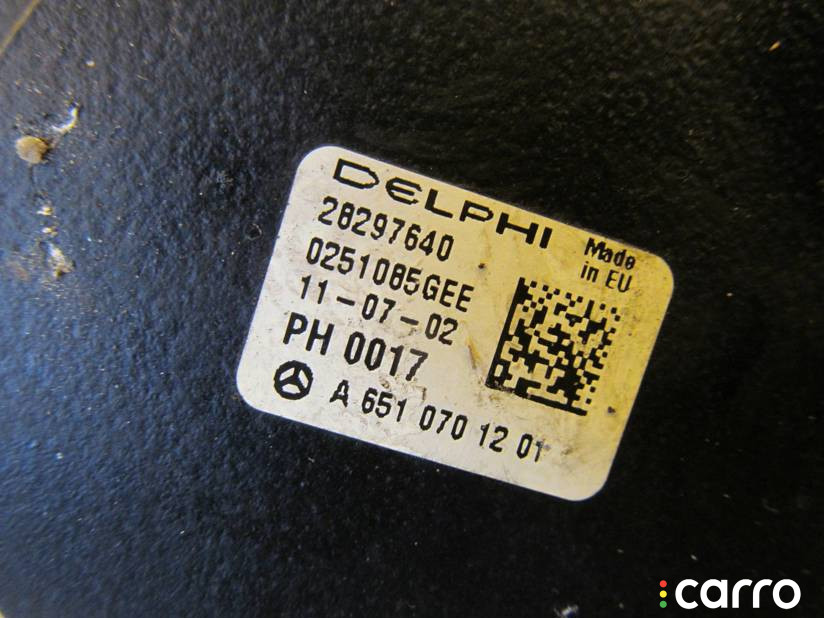 DELPHI
28297640
Made
in EU
0251085GEE
11-07-02
PH 0017
A 651 070 12 01
carro